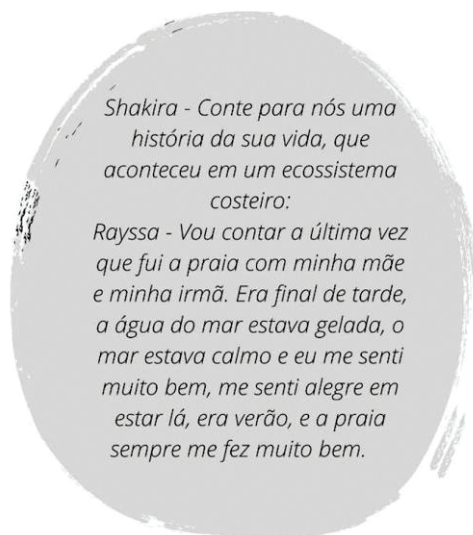 Shakira - Conte para nós uma
história da sua vida, que
aconteceu em um ecossistema
costeiro:
Rayssa - Vou contar a última vez
que fui a praia com minha mãe
e minha irmã. Era final de tarde,
a água do mar estava gelada, o
mar estava calmo e eu me senti
muito bem, me senti alegre em
estar lá, era verão, e a praia
sempre me fez muito bem.